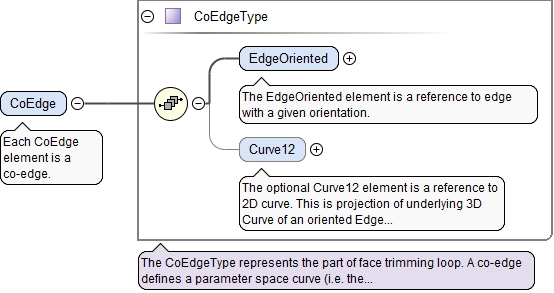 CoEdgeType
EdgeOriented
The EdgeOriented element is a reference to edge
with a given orientation.
CoEdge
Each CoEdge
element is a
co-edge.
Curve12
The optional Curve12 element is a reference to
2D curve. This is projection of underlying 3D
Curve of an oriented Edge...
The CoEdgeType represents the part of face trimming loop. A co-edge
defines a parameter space curve (i.e. the...